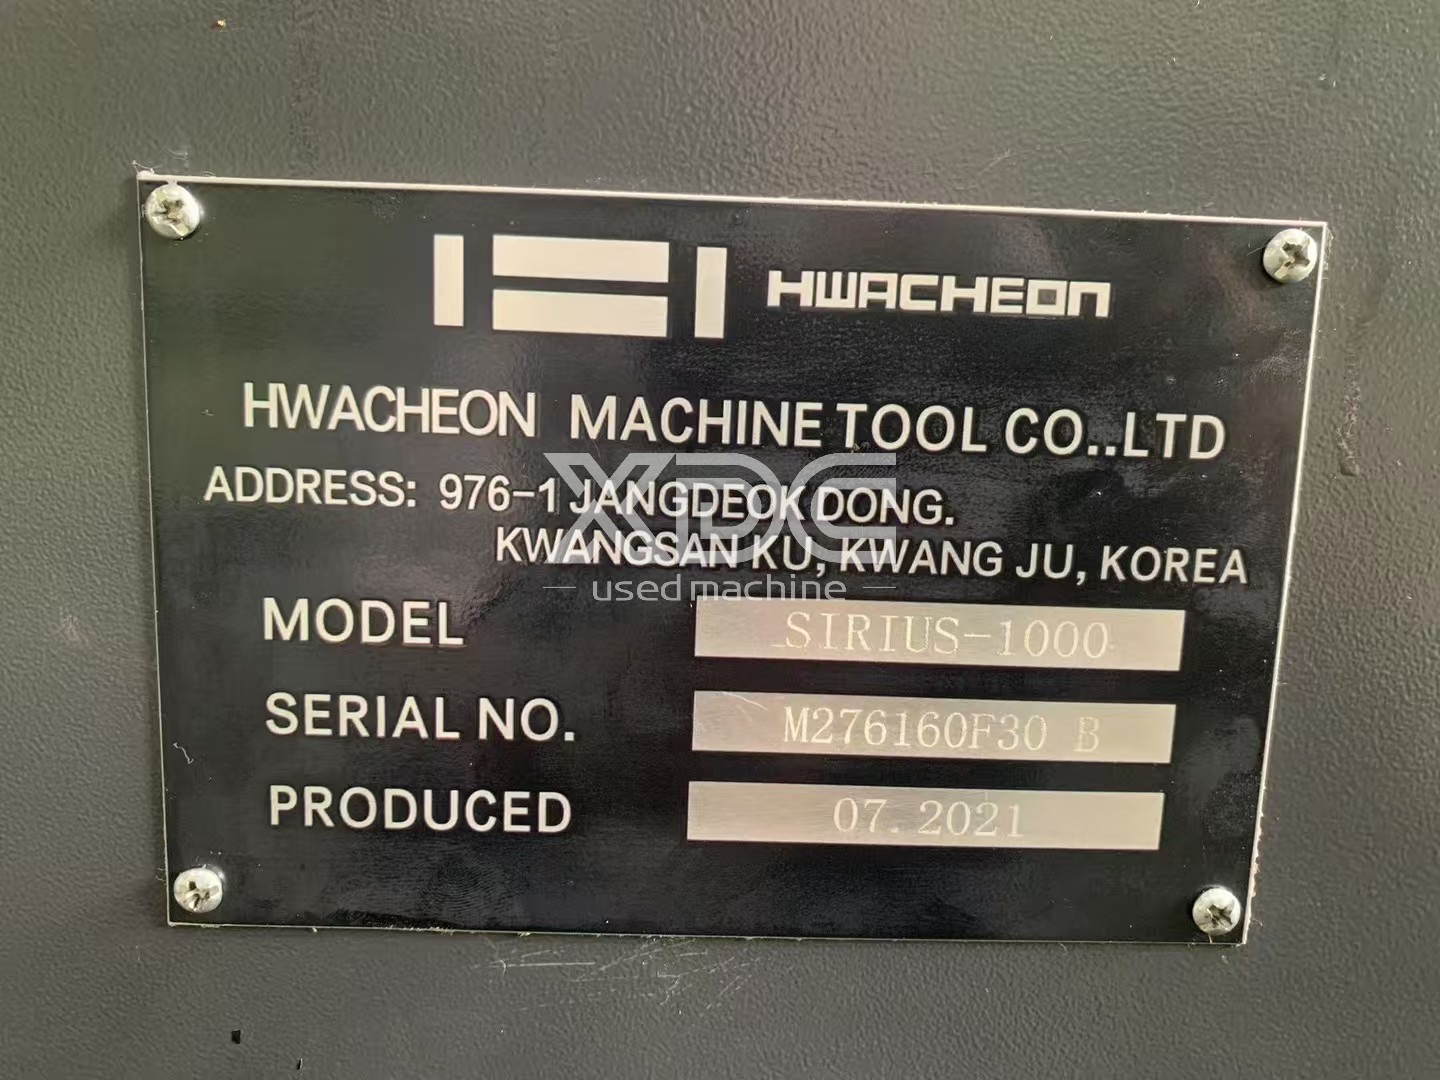 HWACHEON
HWACHEON MACHINE TOOL CO..LTD
ADDRESS: 976-1 JANGDEOK DONG.
KWANGSAN KU, KWANG JU, KOREA
XDC
used machine
MODEL SIRIUS-1000
SERIAL NO. M276160F30 B
PRODUCED 07.2021